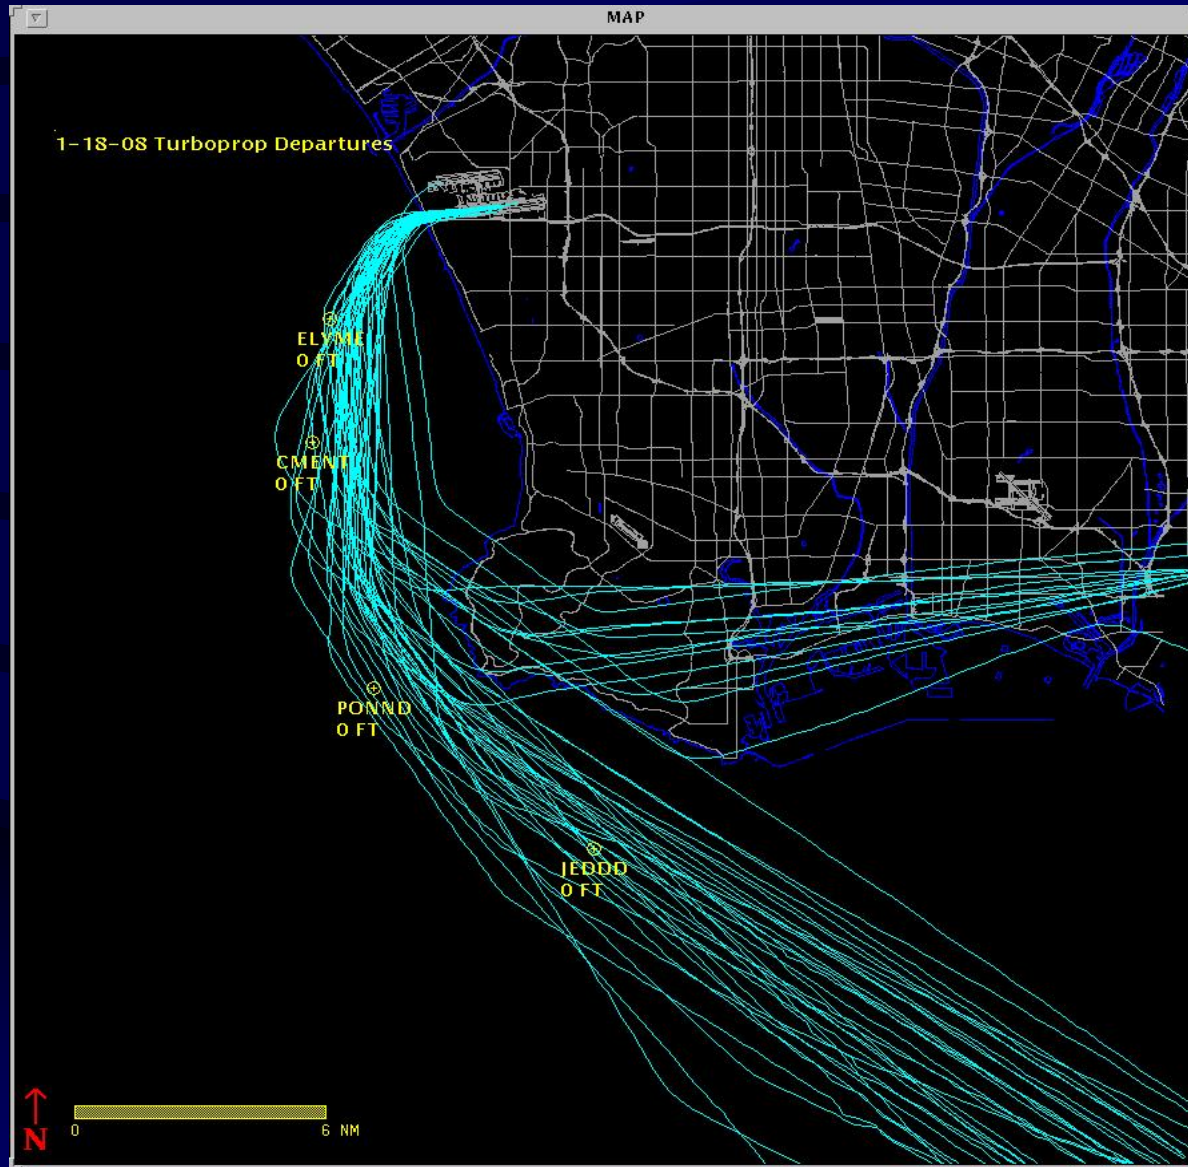 MAP
1-18-08 Turboprop Departures
ELYME
0 FT
CMENT
0 FT
PONND
0 FT
JEDDD
0 FT
N
0 6 NM